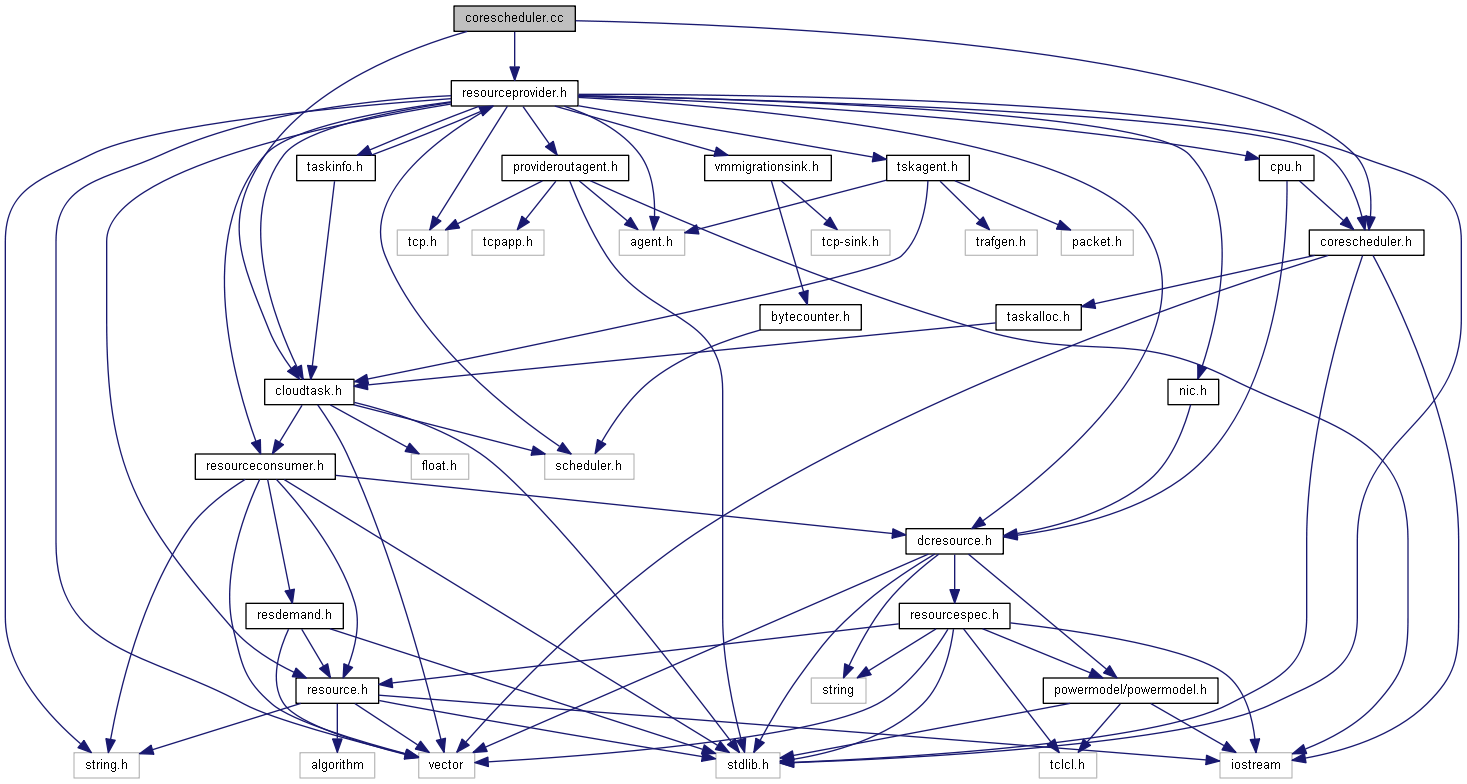 corescheduler.cc
resourceprovider.h
taskinfo.h
provideroutagent.h
vmmigrationsink.h
tskagent.h
cpu.h
tcp.h
tcpapp.h
agent.h
tcp-sink.h
trafgen.h
packet.h
corescheduler.h
bytecounter.h
taskalloc.h
cloudtask.h
nic.h
resourceconsumer.h
float.h
scheduler.h
dcresource.h
resdemand.h
resourcespec.h
resource.h
string
powermodel/powermodel.h
string.h
algorithm
vector
stdlib.h
tclcl.h
iostream